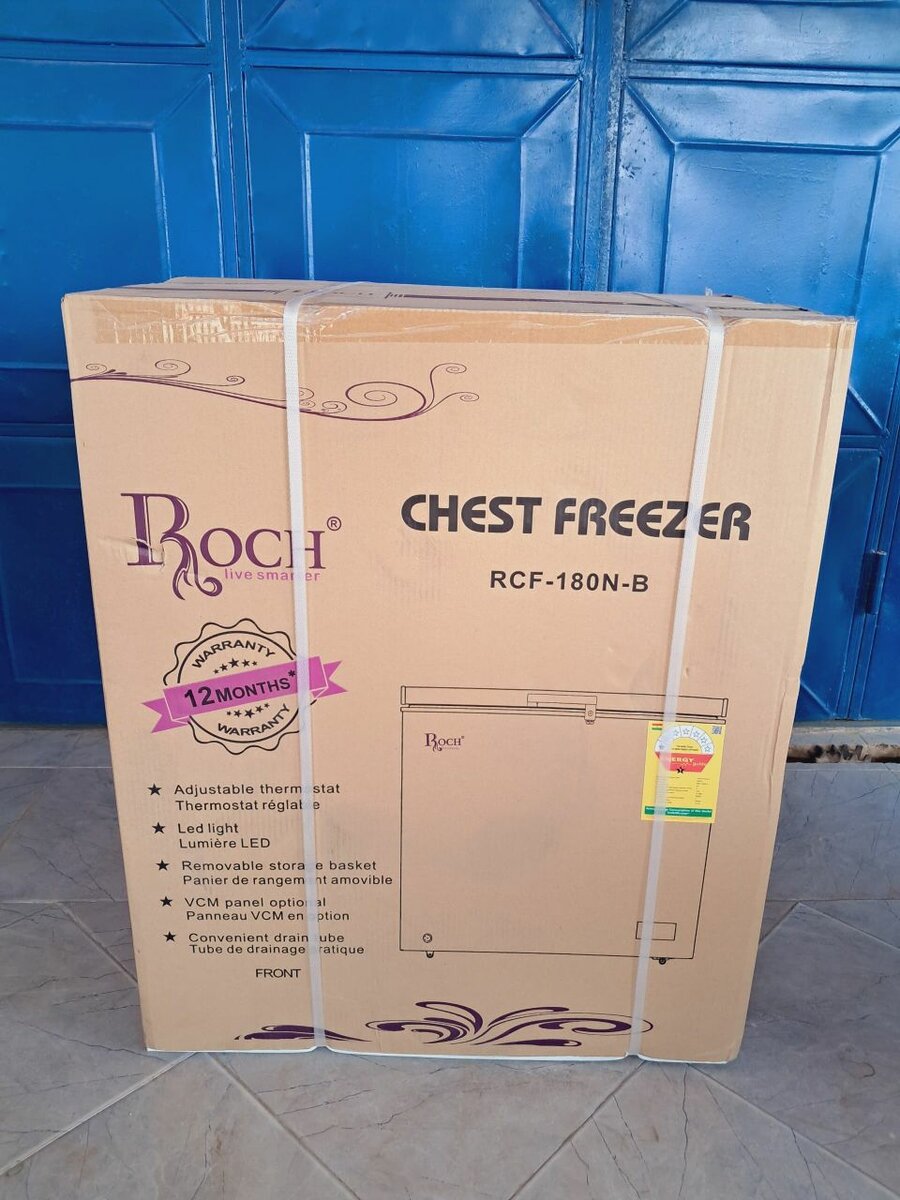 ROCH®
live smarter
CHEST FREEZER
RCF-180N-B
WARRANTY
12 MONTHS*
WARRANTY
ROCH®
ENERGY
★ Adjustable thermostat
Thermostat réglable
★ Led light
Lumière LED
★ Removable storage basket
Panier de rangement amovible
★ VCM panel optional
Panneau VCM en option
★ Convenient drain tube
Tube de drainage pratique
FRONT